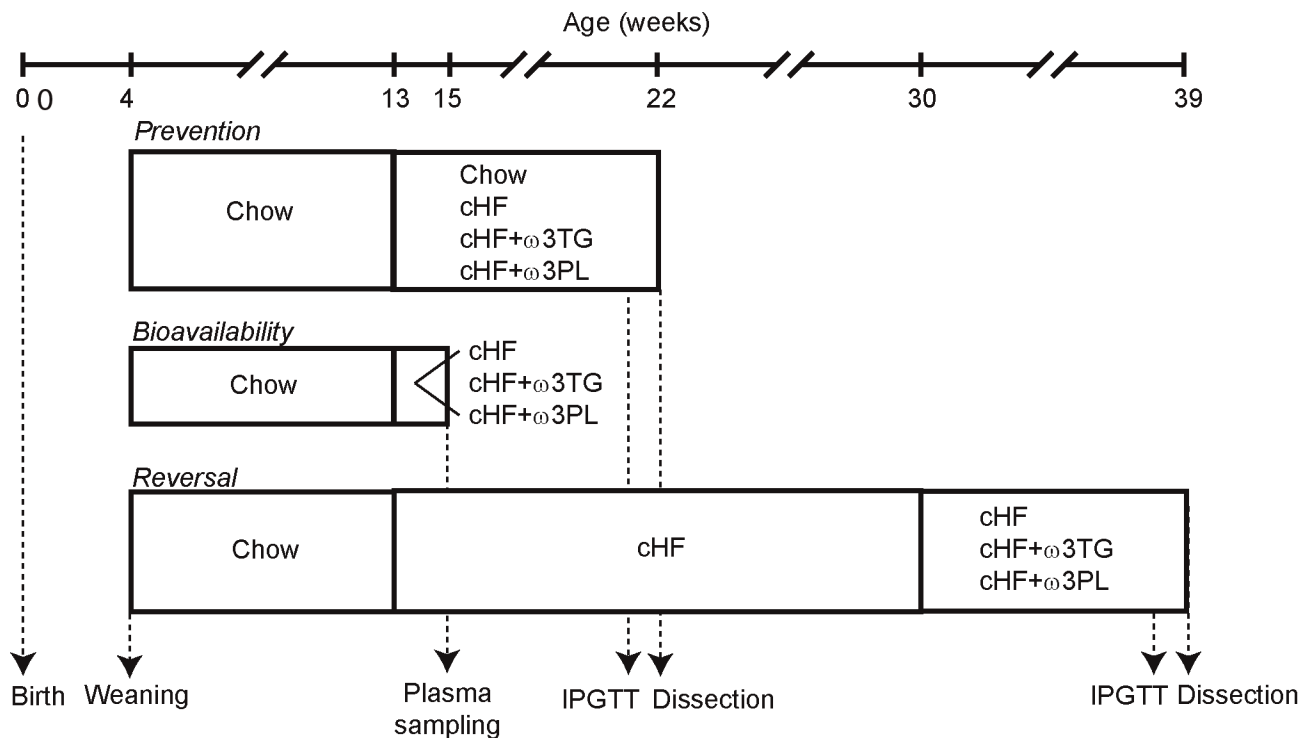 Age (weeks)
0 0 4 13 15 22 30 39
Prevention
Chow
Chow
cHF
cHF+ω3TG
cHF+ω3PL
Bioavailability
Chow
cHF
cHF+ω3TG
cHF+ω3PL
Reversal
Chow
cHF
cHF
cHF+ω3TG
cHF+ω3PL
Birth Weaning Plasma sampling IPGTT Dissection IPGTT Dissection